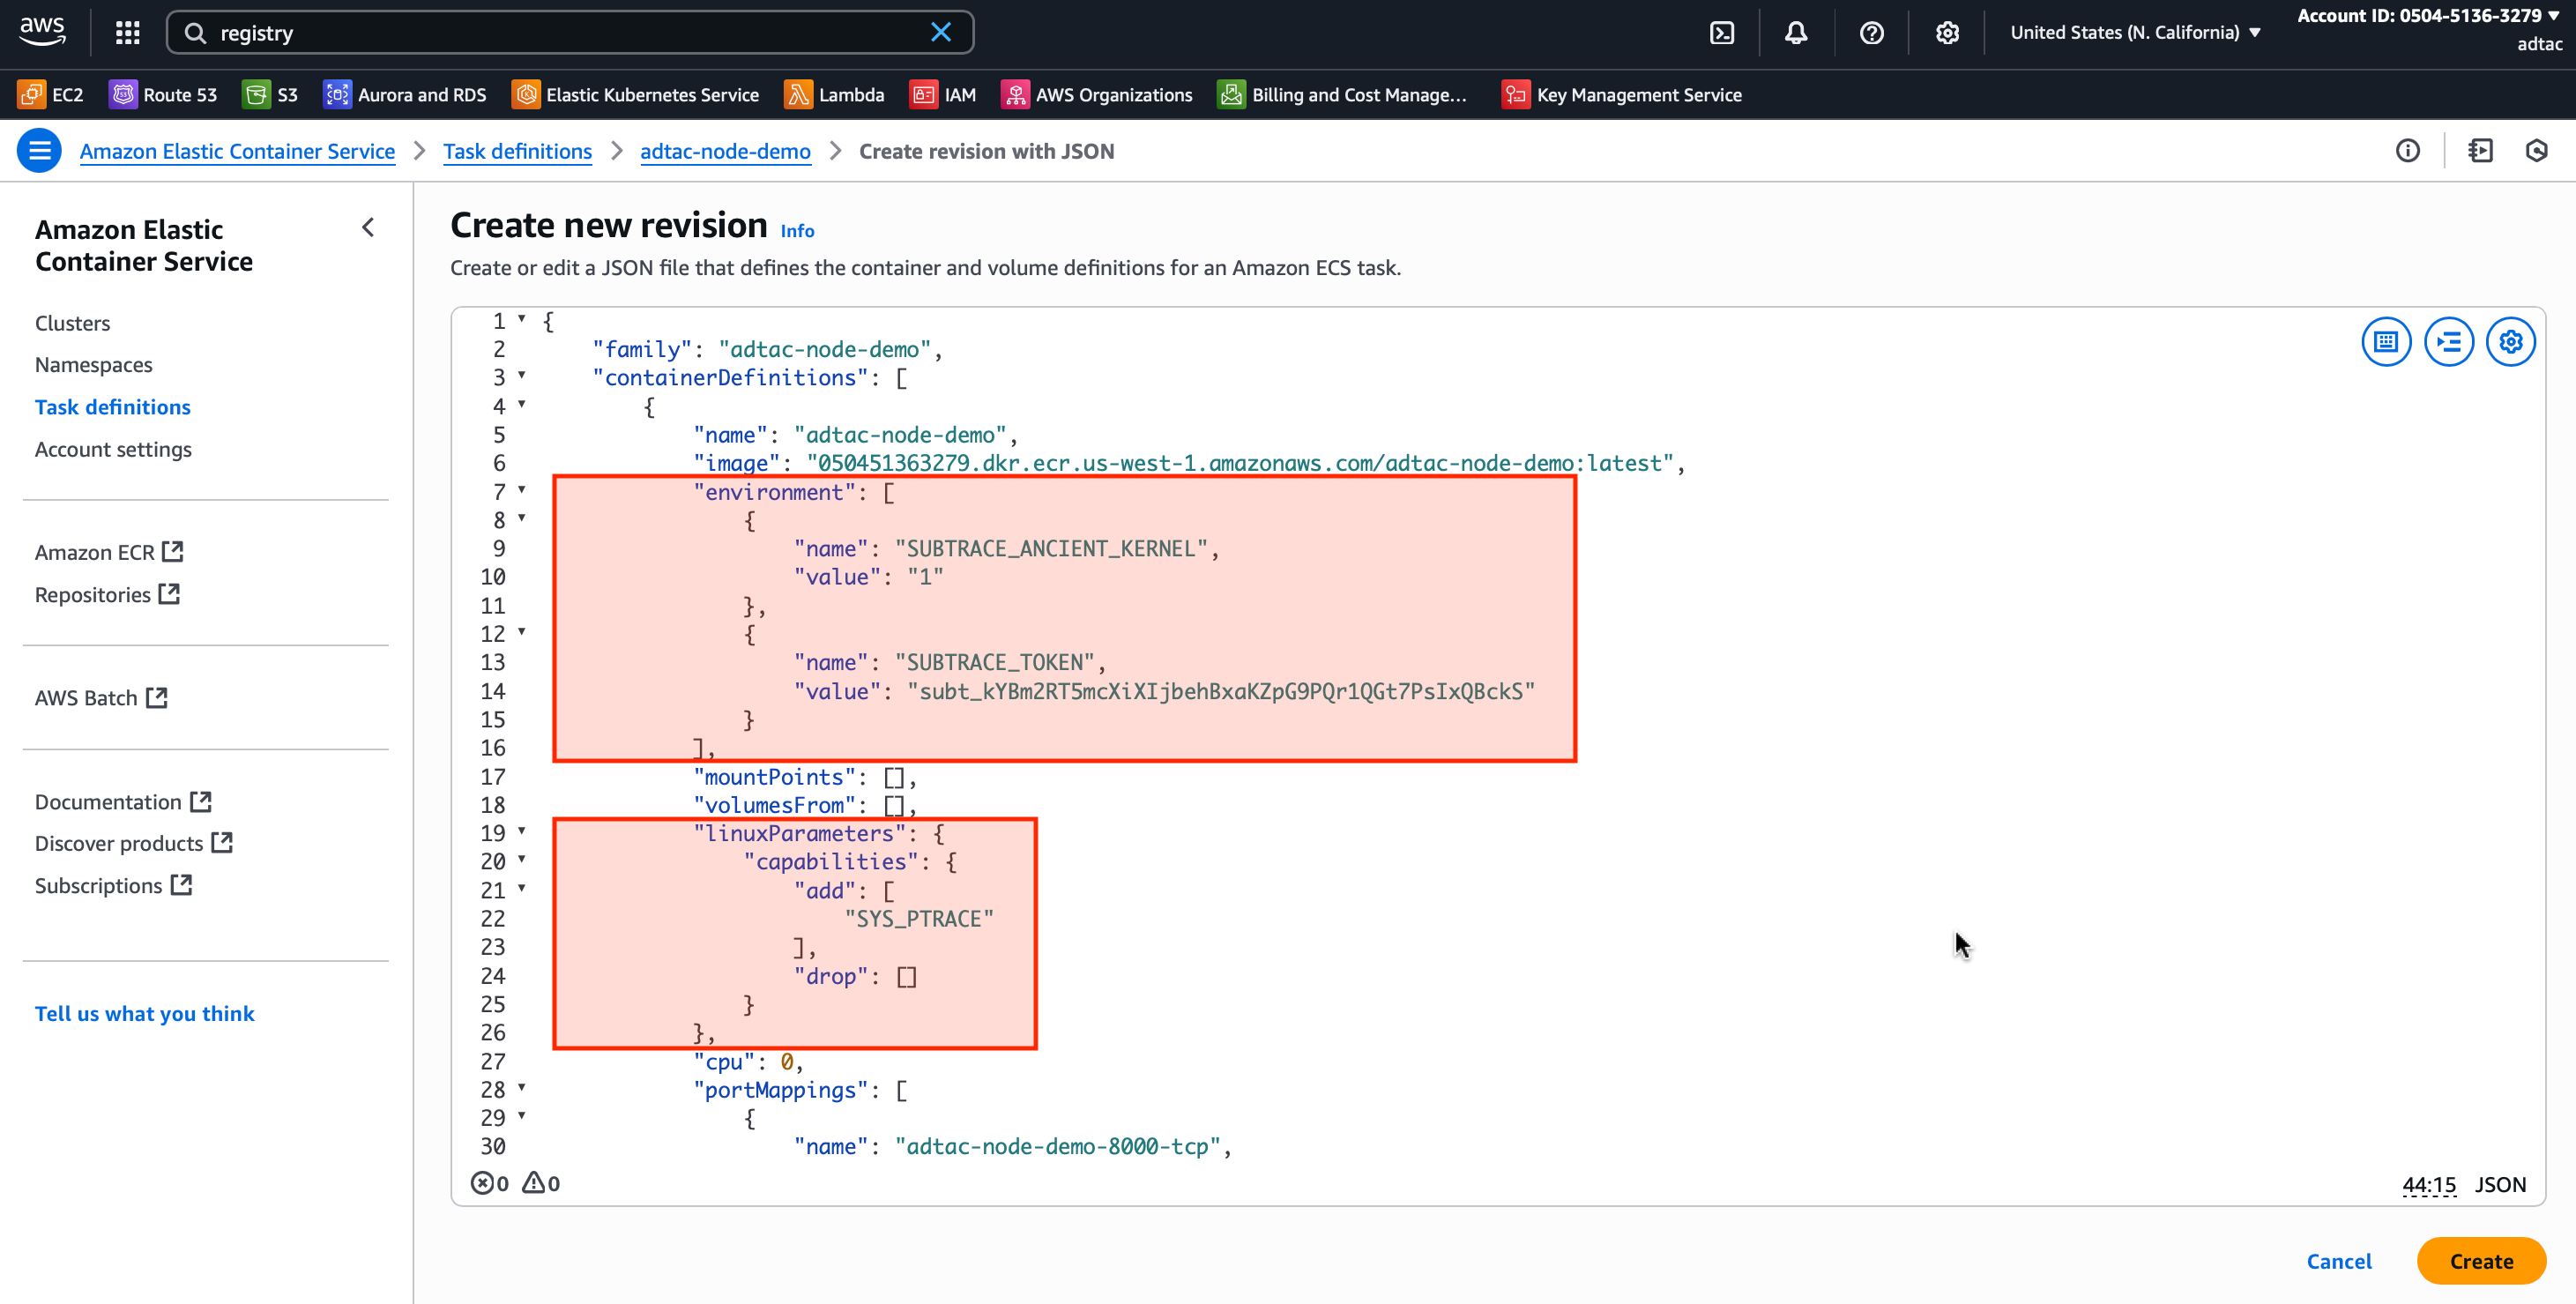 aws
registry
United States (N. California)
Account ID: 0504-5136-3279
adtac
EC2
Route 53
S3
Aurora and RDS
Elastic Kubernetes Service
Lambda
IAM
AWS Organizations
Billing and Cost Manage...
Key Management Service
Amazon Elastic Container Service
Task definitions
adtac-node-demo
Create revision with JSON
Amazon Elastic
Container Service
Clusters
Namespaces
Task definitions
Account settings
Amazon ECR
Repositories
AWS Batch
Documentation
Discover products
Subscriptions
Tell us what you think
Create new revision Info
Create or edit a JSON file that defines the container and volume definitions for an Amazon ECS task.
1 {
2 "family": "adtac-node-demo",
3 "containerDefinitions": [
4 {
5 "name": "adtac-node-demo",
6 "image": "050451363279.dkr.ecr.us-west-1.amazonaws.com/adtac-node-demo:latest",
7 "environment": [
8 {
9 "name": "SUBTRACE_ANCIENT_KERNEL",
10 "value": "1"
11 },
12 {
13 "name": "SUBTRACE_TOKEN",
14 "value": "subt_kYBm2RT5mcXiXIjbehBxaKZpG9PQr1QGt7PsIxQBckS"
15 }
16 ],
17 "mountPoints": [],
18 "volumesFrom": [],
19 "linuxParameters": {
20 "capabilities": {
21 "add": [
22 "SYS_PTRACE"
23 ],
24 "drop": []
25 }
26 },
27 "cpu": 0,
28 "portMappings": [
29 {
30 "name": "adtac-node-demo-8000-tcp",
0 0
44:15 JSON
Cancel
Create